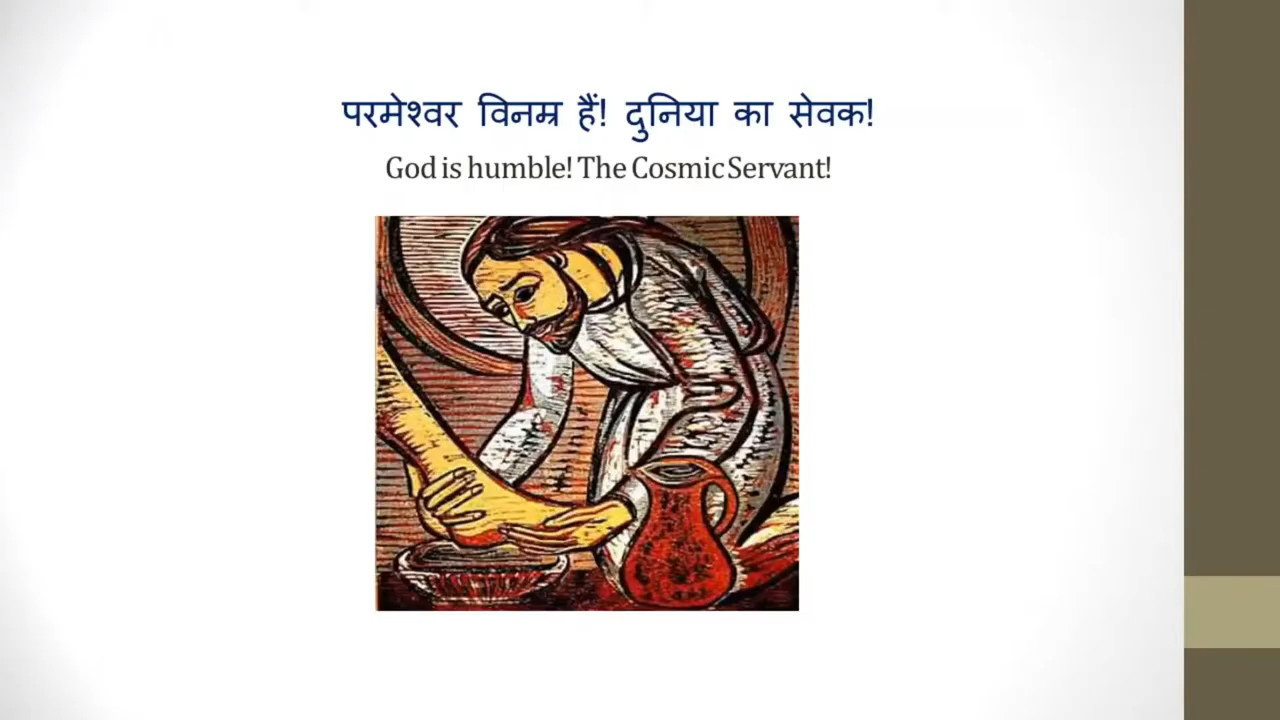 परमेश्वर विनम्र हैं! दुनिया का सेवक!
God is humble! The Cosmic Servant!